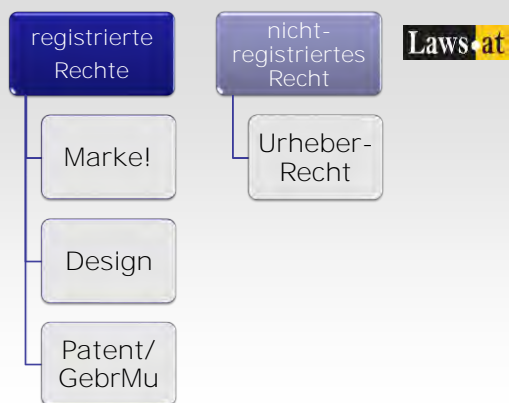 registrierte
Rechte
Marke!
Design
Patent/
GebrMu
nicht-
registriertes
Recht
Urheber-
Recht
Laws.at